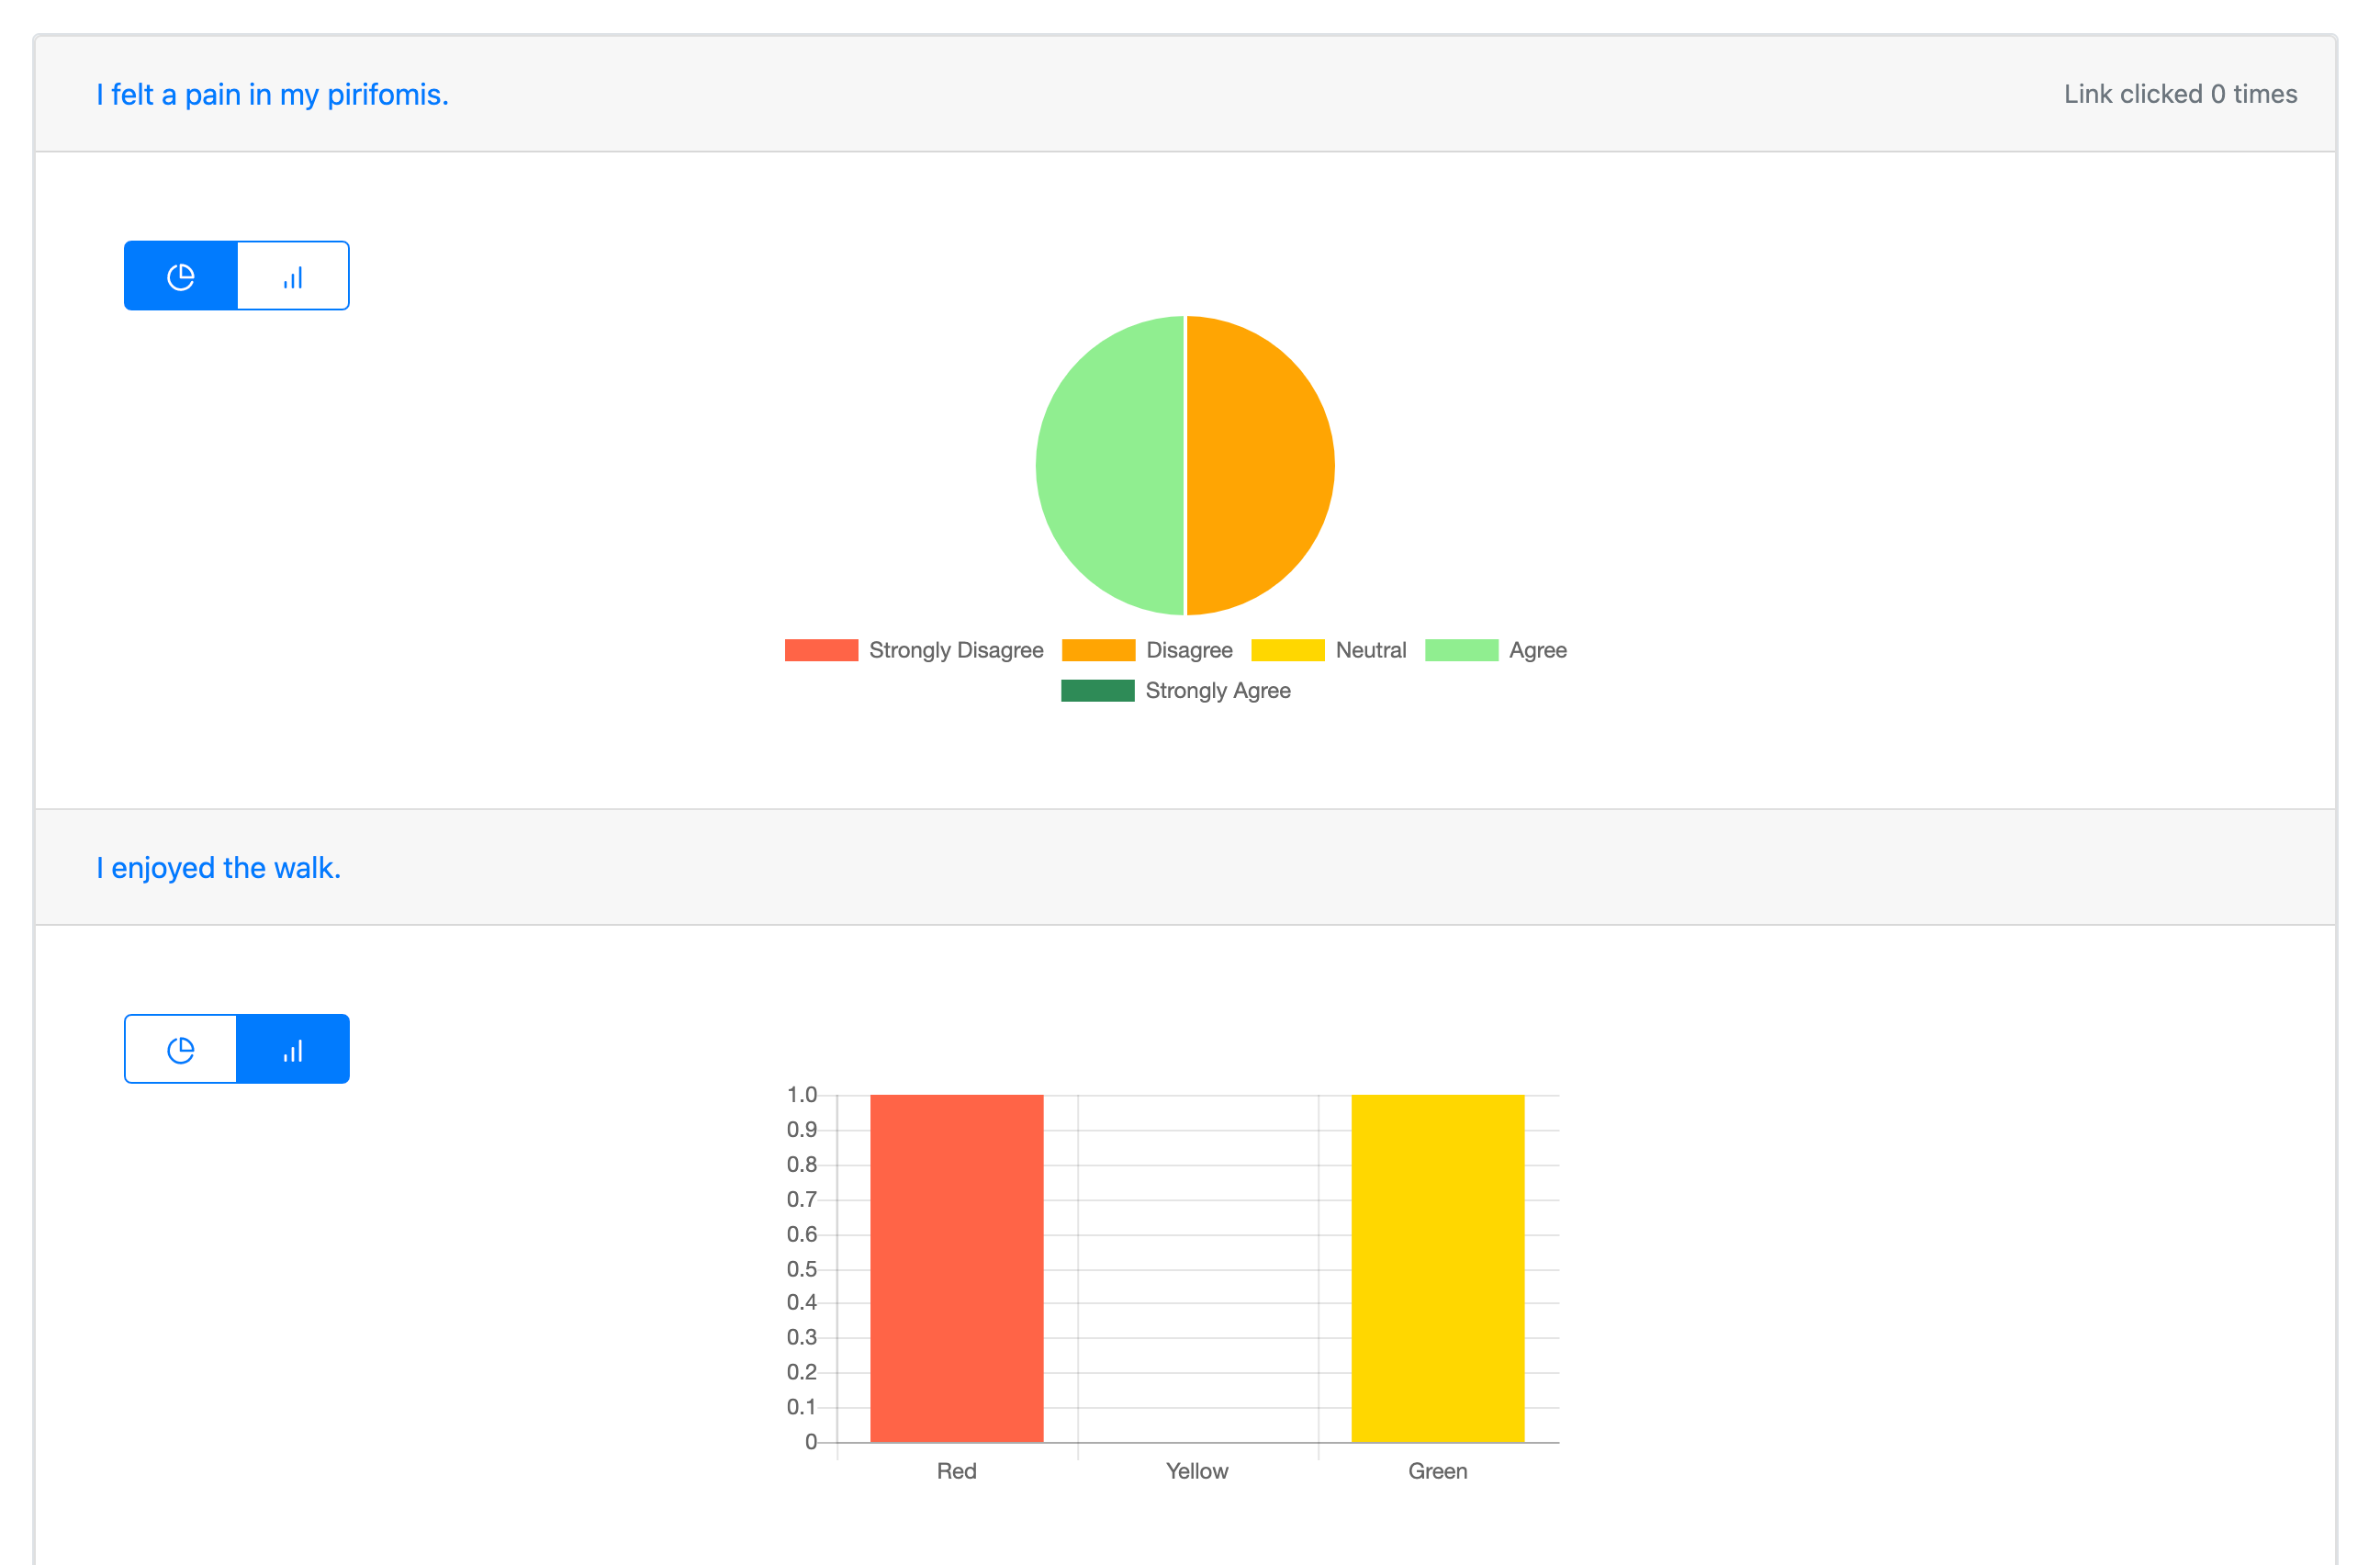 I felt a pain in my pirifomis.
Link clicked 0 times
Strongly Disagree Disagree Neutral Agree
Strongly Agree
I enjoyed the walk.
1.0
0.9
0.8
0.7
0.6
0.5
0.4
0.3
0.2
0.1
0
Red Yellow Green